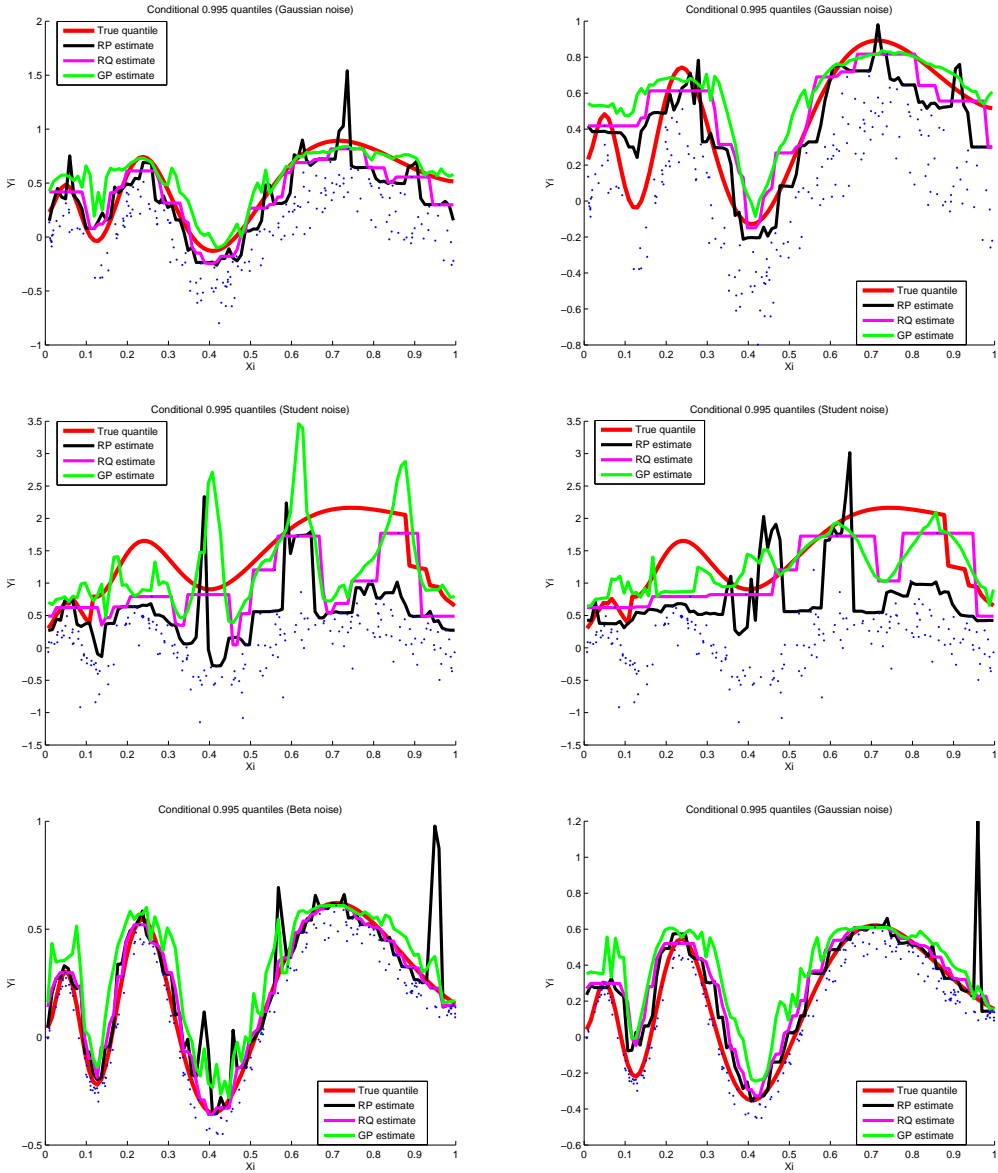 Conditional 0.995 quantiles (Gaussian noise)
True quantile
RP estimate
RQ estimate
GP estimate
2
1.5
1
0.5
0
−0.5
−1
Yi
0 0.1 0.2 0.3 0.4 0.5 0.6 0.7 0.8 0.9 1
Xi
Conditional 0.995 quantiles (Gaussian noise)
1
0.8
0.6
0.4
0.2
0
−0.2
−0.4
−0.6
−0.8
Yi
True quantile
RP estimate
RQ estimate
GP estimate
0 0.1 0.2 0.3 0.4 0.5 0.6 0.7 0.8 0.9 1
Xi
Conditional 0.995 quantiles (Student noise)
True quantile
RP estimate
RQ estimate
GP estimate
3.5
3
2.5
2
1.5
1
0.5
0
−0.5
−1
−1.5
Yi
0 0.1 0.2 0.3 0.4 0.5 0.6 0.7 0.8 0.9 1
Xi
Conditional 0.995 quantiles (Student noise)
True quantile
RP estimate
RQ estimate
GP estimate
3.5
3
2.5
2
1.5
1
0.5
0
−0.5
−1
−1.5
Yi
0 0.1 0.2 0.3 0.4 0.5 0.6 0.7 0.8 0.9 1
Xi
Conditional 0.995 quantiles (Beta noise)
1
0.5
0
−0.5
Yi
True quantile
RP estimate
RQ estimate
GP estimate
0 0.1 0.2 0.3 0.4 0.5 0.6 0.7 0.8 0.9 1
Xi
Conditional 0.995 quantiles (Gaussian noise)
1.2
1
0.8
0.6
0.4
0.2
0
−0.2
−0.4
−0.6
Yi
True quantile
RP estimate
RQ estimate
GP estimate
0 0.1 0.2 0.3 0.4 0.5 0.6 0.7 0.8 0.9 1
Xi